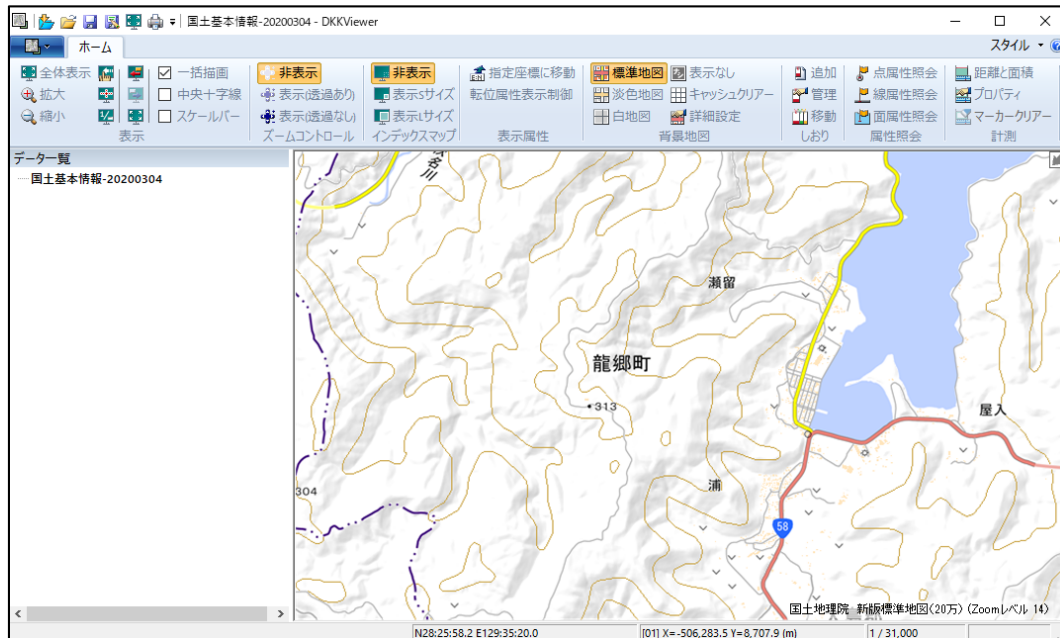 国土基本情報-20200304 - DKKViewer
ホーム
スタイル
全体表示
拡大
縮小
一括描画
中央十字線
スケールバー
表示
非表示
表示(透過あり)
表示(透過なし)
ズームコントロール
非表示
表示Sサイズ
表示Lサイズ
インデックスマップ
指定座標に移動
転位属性表示制御
表示属性
標準地図
淡色地図
白地図
表示なし
キャッシュクリアー
詳細設定
背景地図
追加
管理
移動
しおり
点属性照会
線属性照会
面属性照会
属性照会
距離と面積
プロパティ
マーカークリアー
計測
データ一覧
国土基本情報-20200304
名川
瀬留
龍郷町
313
屋入
304
浦
58
国土地理院 新版標準地図(20万) (Zoomレベル 14)
N28:25:58.2 E129:35:20.0
[01] X=-506,283.5 Y=8,707.9 (m)
1 / 31,000